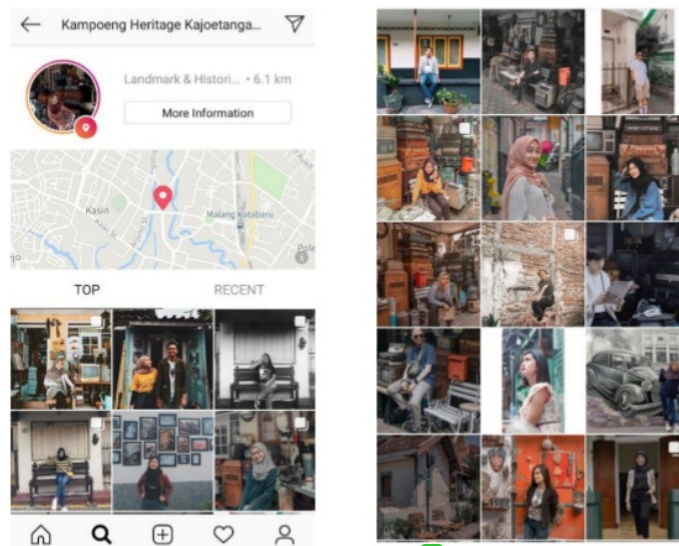 Kampoeng Heritage Kajoetanga...
Landmark & Histori... • 6.1 km
More Information
Kasin
Malang Kotabaru
TOP
RECENT